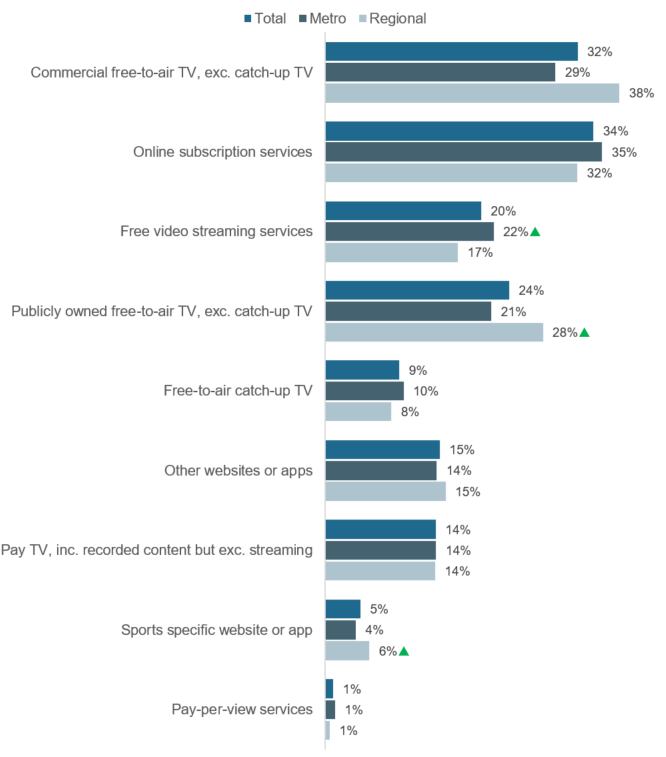 Total Metro Regional
Commercial free-to-air TV, exc. catch-up TV
32%
29%
38%
Online subscription services
34%
35%
32%
Free video streaming services
20%
22%
17%
Publicly owned free-to-air TV, exc. catch-up TV
24%
21%
28%
Free-to-air catch-up TV
9%
10%
8%
Other websites or apps
15%
14%
15%
Pay TV, inc. recorded content but exc. streaming
14%
14%
14%
Sports specific website or app
5%
4%
6%
Pay-per-view services
1%
1%
1%